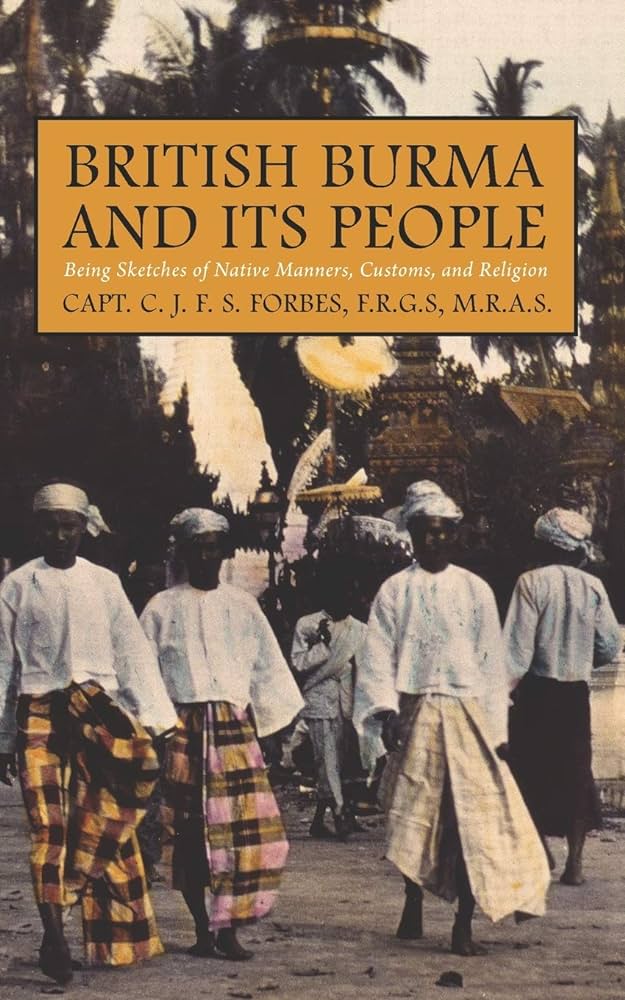 BRITISH BURMA
AND ITS PEOPLE
Being Sketches of Native Manners, Customs, and Religion
CAPT. C. J. F. S. FORBES, F.R.G.S, M.R.A.S.